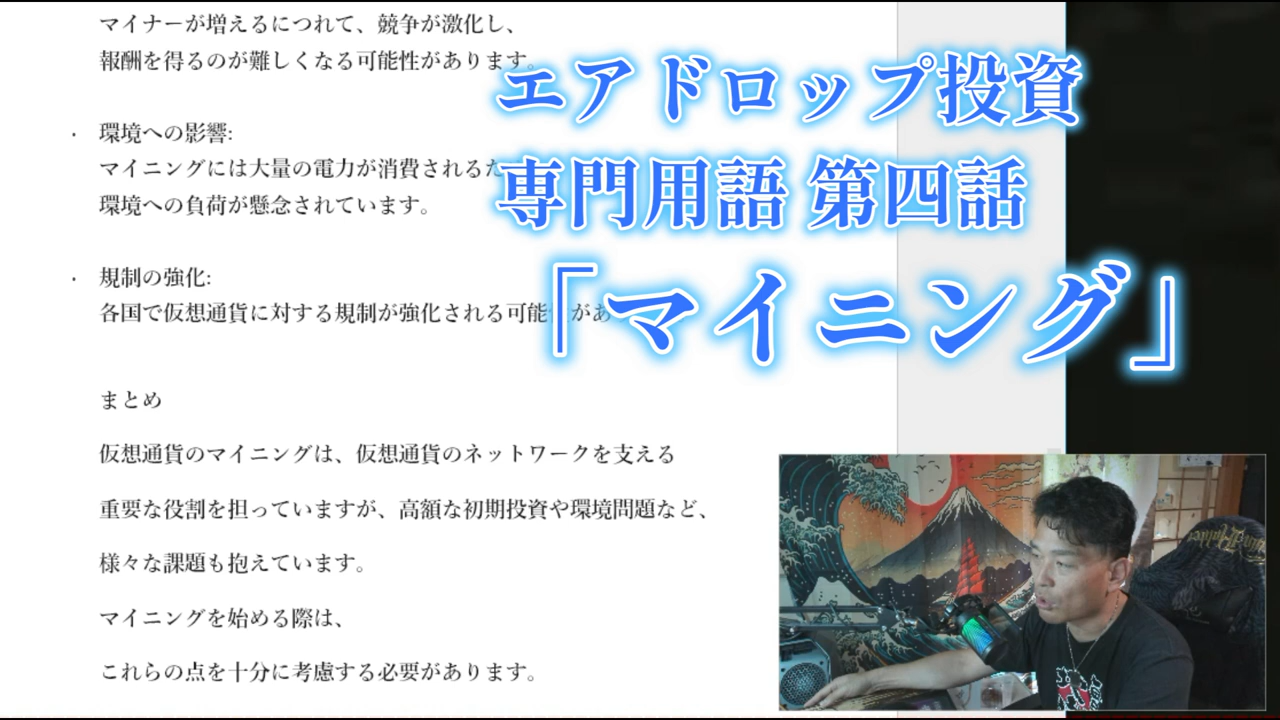 マイナーが増えるにつれて、競争が激化し、
報酬を得るのが難しくなる可能性があります。
エアドロップ投資
専門用語 第四話
「マイニング」
・ 環境への影響:
マイニングには大量の電力が消費されるた
環境への負荷が懸念されています。
・ 規制の強化:
各国で仮想通貨に対する規制が強化される可能性があ
まとめ
仮想通貨のマイニングは、仮想通貨のネットワークを支える
重要な役割を担っていますが、高額な初期投資や環境問題など、
様々な課題も抱えています。
マイニングを始める際は、
これらの点を十分に考慮する必要があります。